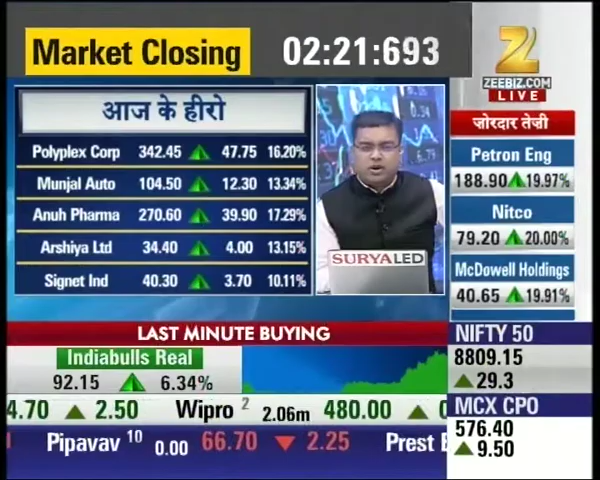 Market Closing 02:21:693
ZEEBIZ.COM
LIVE
आज के हीरो
Polyplex Corp 342.45 47.75 16.20%
Munjal Auto 104.50 12.30 13.34%
Anuh Pharma 270.60 39.90 17.29%
Arshiya Ltd 34.40 4.00 13.15%
Signet Ind 40.30 3.70 10.11%
SURYALED
ज़ोरदार तेज़ी
Petron Eng
188.90 19.97%
Nitco
79.20 20.00%
McDowell Holdings
40.65 19.91%
LAST MINUTE BUYING
Indiabulls Real
92.15 6.34%
NIFTY 50
8809.15
29.3
MCX CPO
576.40
9.50
4.70 2.50 Wipro 2 2.06m 480.00
Pipavav 10 0.00 66.70 2.25 Prest